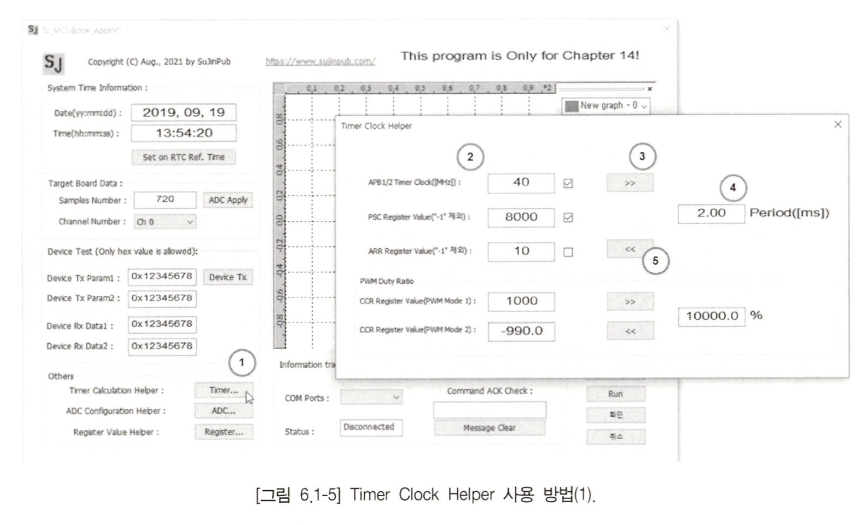 SJ_MCUBook_Apps
SJ
Copyright (C) Aug., 2021 by SuJinPub
https://www.sujinpub.com/
This program is Only for Chapter 14!
System Time Information :
Date(yy:mm:dd) : 2019, 09, 19
Time(hh:mm:ss) : 13:54:20
Set on RTC Ref. Time
Target Board Data :
Samples Number : 720 ADC Apply
Channel Number : Ch 0
Device Test (Only hex value is allowed):
Device Tx Param1 : 0x12345678 Device Tx
Device Tx Param2 : 0x12345678
Device Rx Data1 : 0x12345678
Device Rx Data2 : 0x12345678
1
Others
Timer Calculation Helper : Timer...
ADC Configuration Helper : ADC...
Register Value Helper : Register...
0,1 0,2 0,3 0,4 0,5 0,6 0,7 0,8 0,9 *2
x
New graph - 0
0,8
0,6
0,4
0,2
0,0
-0,2
-0,4
-0,6
-0,8
Timer Clock Helper
2
3
4
APB1/2 Timer Clock([MHz]) : 40 >>
PSC Register Value("-1" 제외) : 8000
2.00 Period([ms])
ARR Register Value("-1" 제외) : 10 <<
5
PWM Duty Ratio
CCR Register Value(PWM Mode 1) : 1000 >>
10000.0 %
CCR Register Value(PWM Mode 2) : -990.0 <<
Information tra
COM Ports :
Command ACK Check :
Run
확인
Status : Disconnected
Message Clear
취소
[그림 6.1-5] Timer Clock Helper 사용 방법(1).